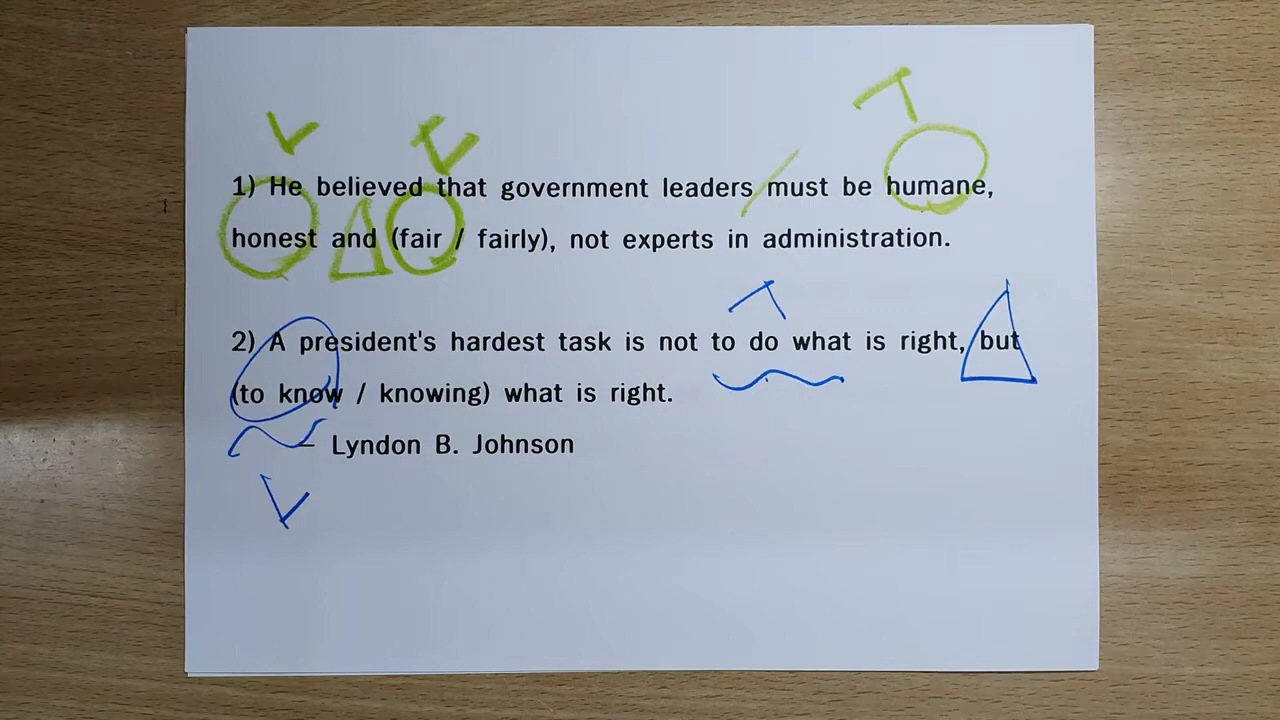 1) He believed that government leaders must be humane,
honest and (fair / fairly), not experts in administration.
2) A president's hardest task is not to do what is right, but
(to know / knowing) what is right.
– Lyndon B. Johnson